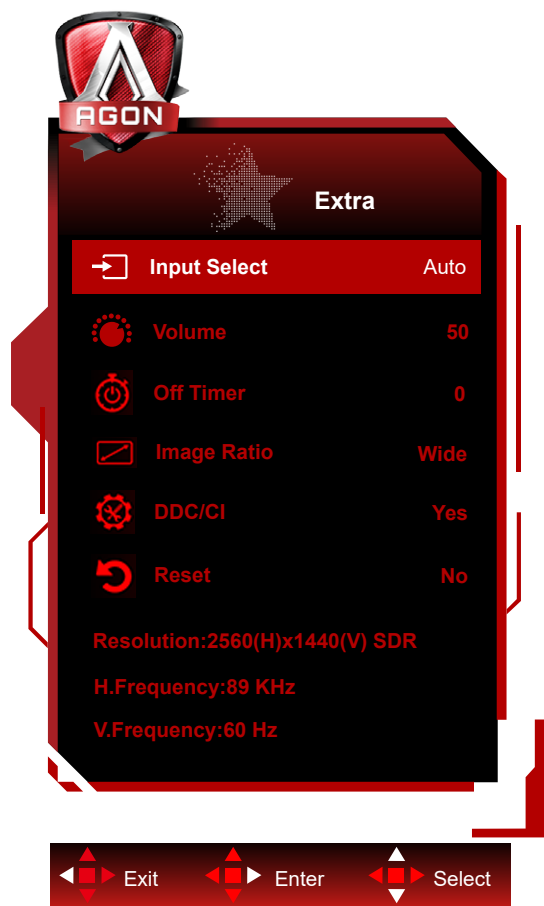 AGON
Extra
Input Select Auto
Volume 50
Off Timer 0
Image Ratio Wide
DDC/CI Yes
Reset No
Resolution:2560(H)x1440(V) SDR
H.Frequency:89 KHz
V.Frequency:60 Hz
Exit Enter Select